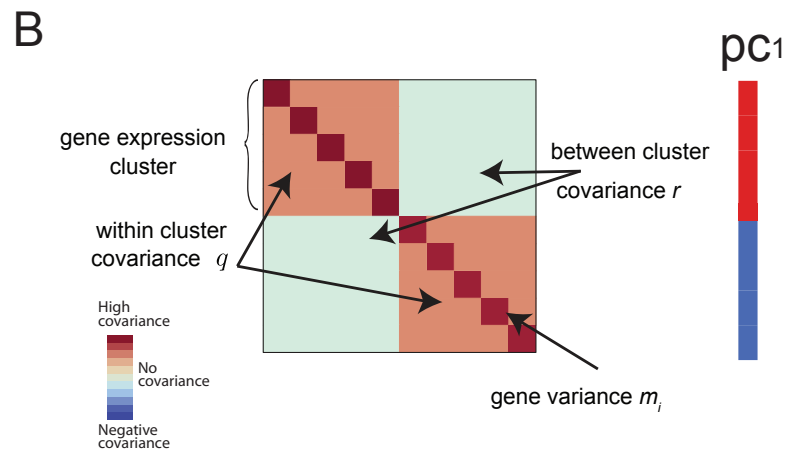 B
pc1
gene expression
cluster
between cluster
covariance r
within cluster
covariance q
High
covariance
No
covariance
Negative
covariance
gene variance mi